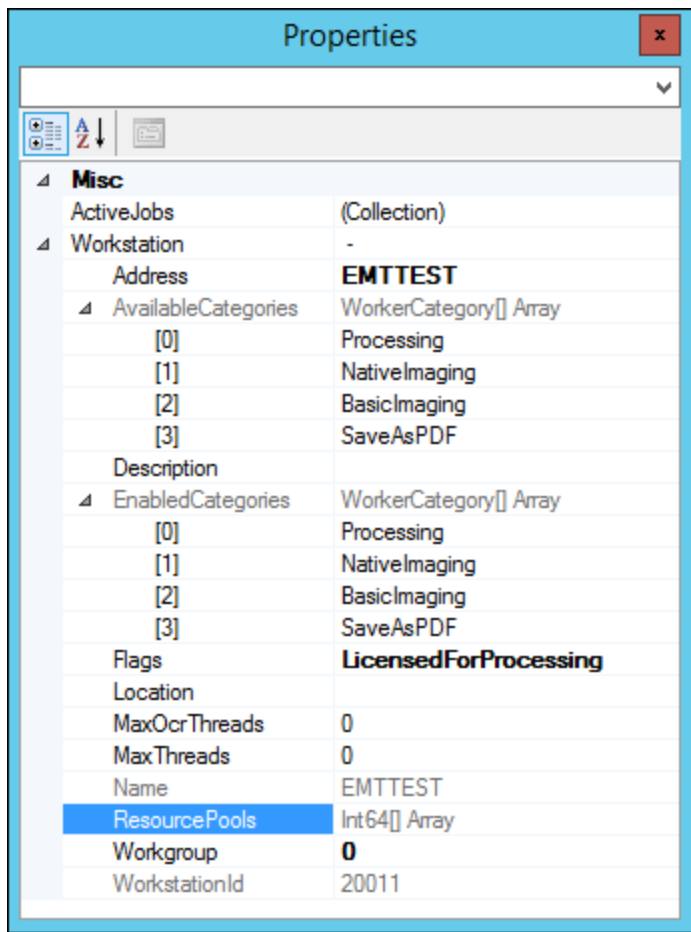 Properties
x
A
Z
Misc
ActiveJobs (Collection)
Workstation -
Address EMTTEST
AvailableCategories WorkerCategory[] Array
[0] Processing
[1] NativeImaging
[2] BasicImaging
[3] SaveAsPDF
Description
EnabledCategories WorkerCategory[] Array
[0] Processing
[1] NativeImaging
[2] BasicImaging
[3] SaveAsPDF
Flags LicensedForProcessing
Location
MaxOcrThreads 0
MaxThreads 0
Name EMTTEST
ResourcePools Int64[] Array
Workgroup 0
WorkstationId 20011